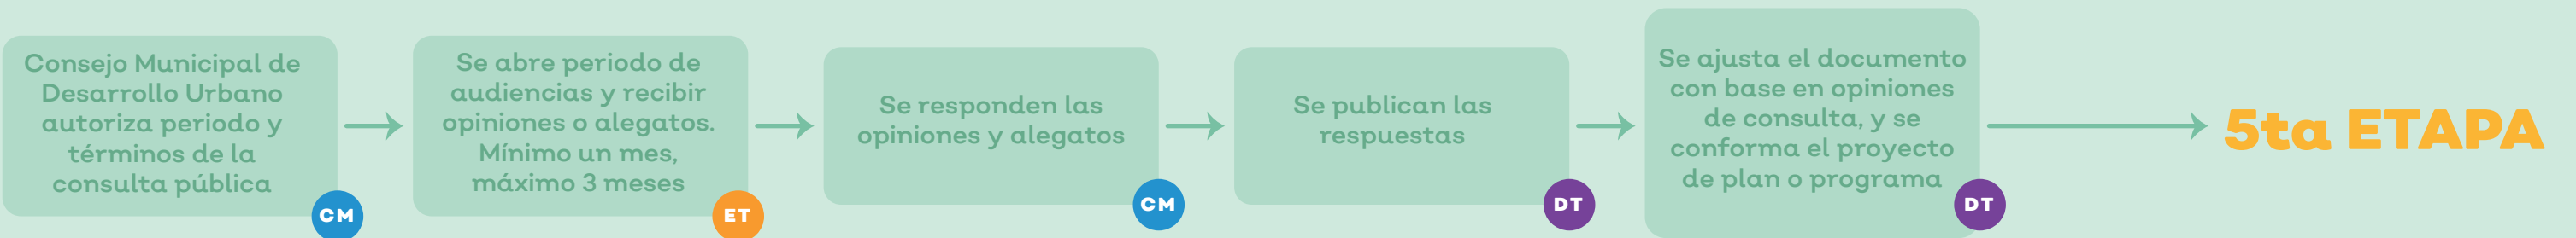 Consejo Municipal de
Desarrollo Urbano
autoriza periodo y
términos de la
consulta pública
CM
Se abre periodo de
audiencias y recibir
opiniones o alegatos.
Mínimo un mes,
máximo 3 meses
ET
Se responden las
opiniones y alegatos
CM
Se publican las
respuestas
DT
Se ajusta el documento
con base en opiniones
de consulta, y se
conforma el proyecto
de plan o programa
DT
5ta ETAPA